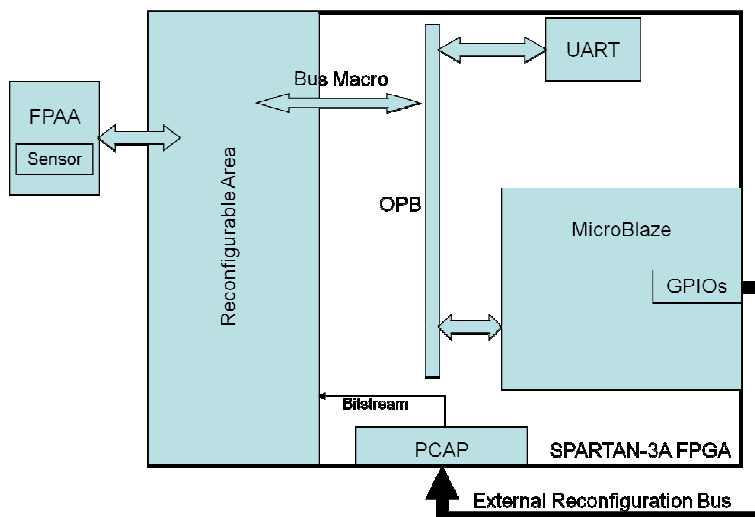 UART
Bus Macro
FPAA
Sensor
Reconfigurable Area
OPB
MicroBlaze
GPIOs
Bitstream
PCAP
SPARTAN-3A FPGA
External Reconfiguration Bus